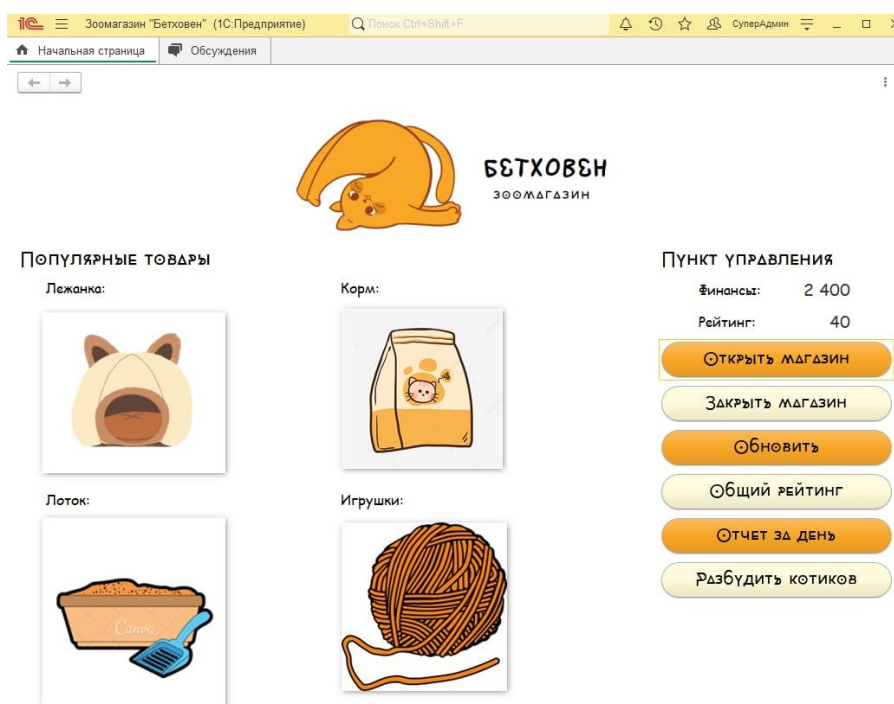 1С Зоомагазин "Бетховен" (1С:Предприятие) Поиск Ctrl+Shift+F СуперАдмин
Начальная страница Обсуждения
БЕТХОВЕН
ЗООМАГАЗИН
Популярные товары
Лежанка:
Корм:
Лоток:
Canva
Игрушки:
Пункт управления
Финансы: 2 400
Рейтинг: 40
Открыть магазин
Закрыть магазин
Обновить
Общий рейтинг
Отчет за день
Разбудить котиков